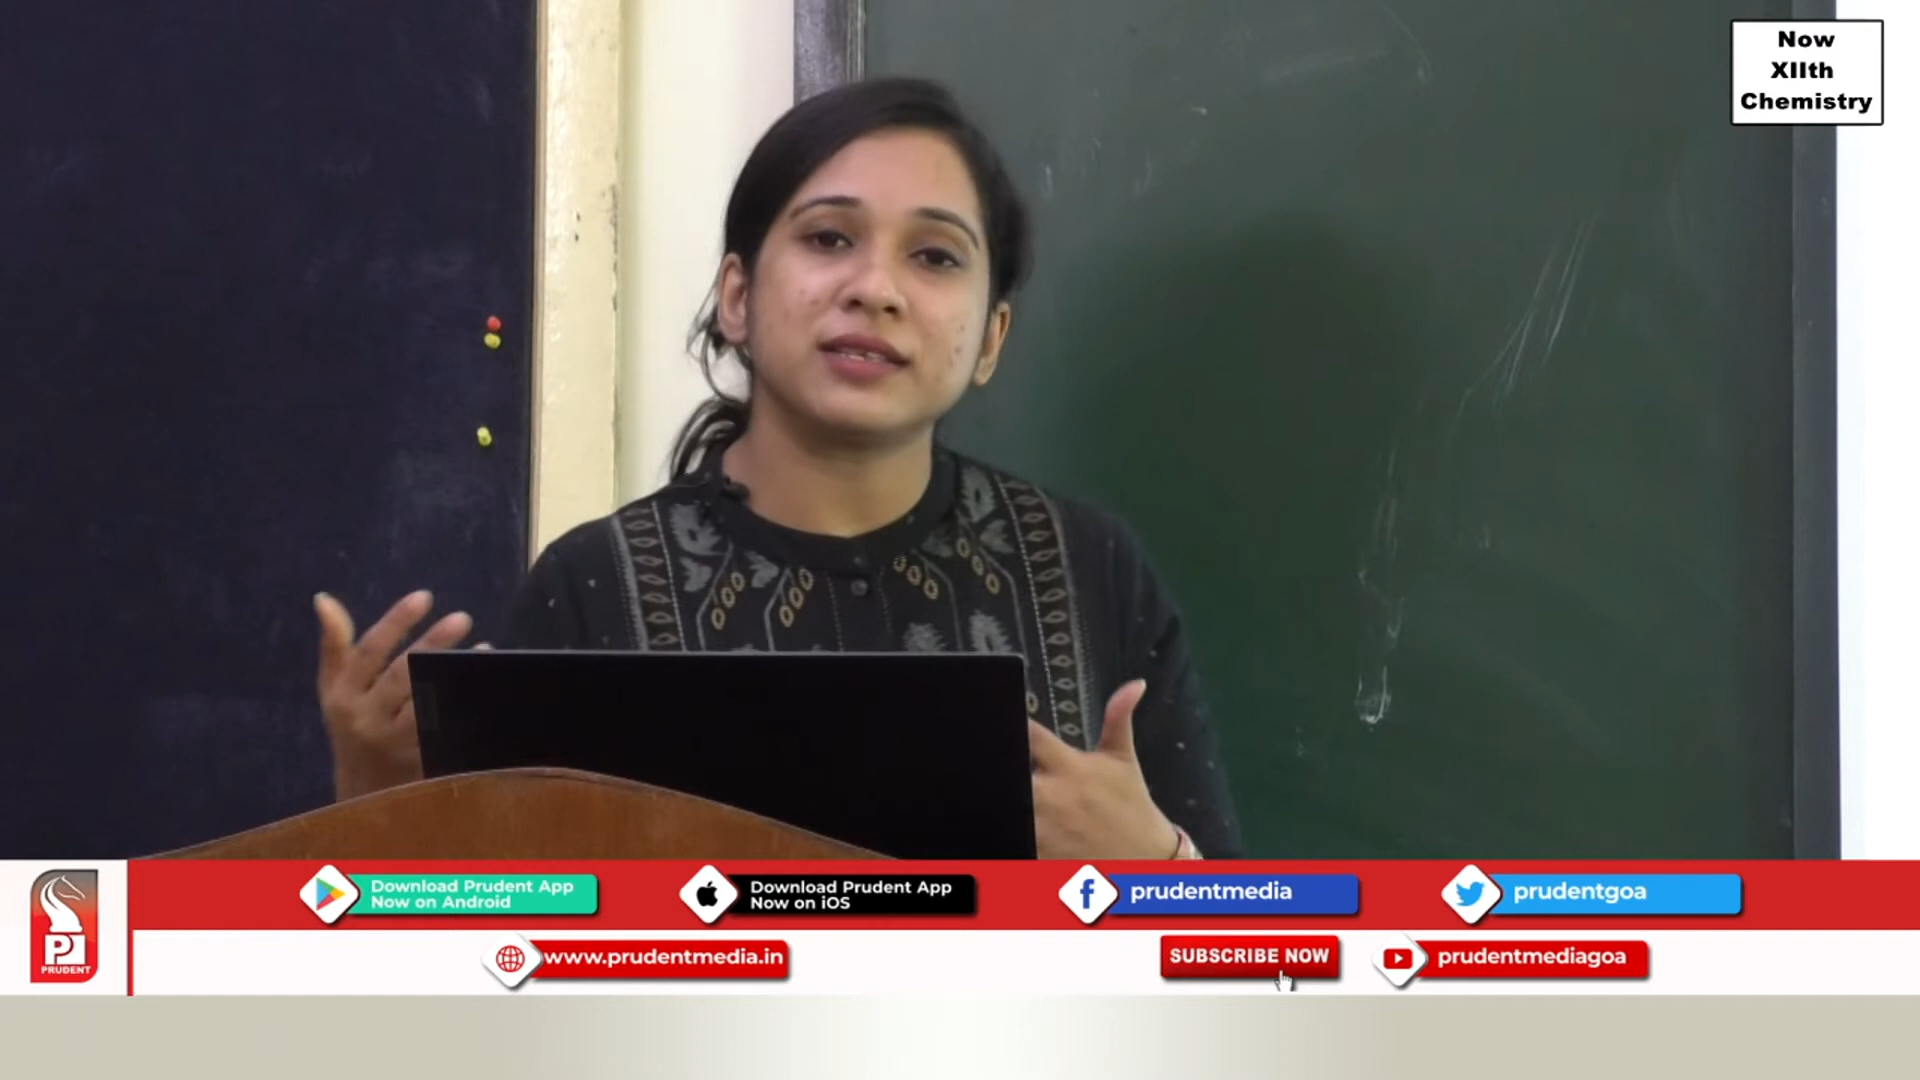 Now
XIIth
Chemistry
Download Prudent App
Now on Android
Download Prudent App
Now on iOS
prudentmedia
prudentgoa
PRUDENT
www.prudentmedia.in
SUBSCRIBE NOW
prudentmediagoa